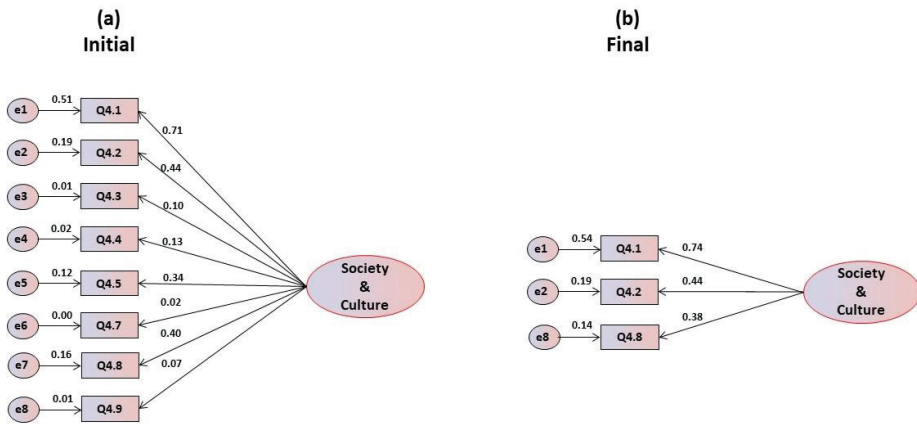 (a)
Initial
e1 0.51 Q4.1 0.71
e2 0.19 Q4.2 0.44
e3 0.01 Q4.3 0.10
e4 0.02 Q4.4 0.13
e5 0.12 Q4.5 0.34
e6 0.00 Q4.7 0.02
e7 0.16 Q4.8 0.40
e8 0.01 Q4.9 0.07
Society
&
Culture
(b)
Final
e1 0.54 Q4.1 0.74
e2 0.19 Q4.2 0.44
e8 0.14 Q4.8 0.38
Society
&
Culture